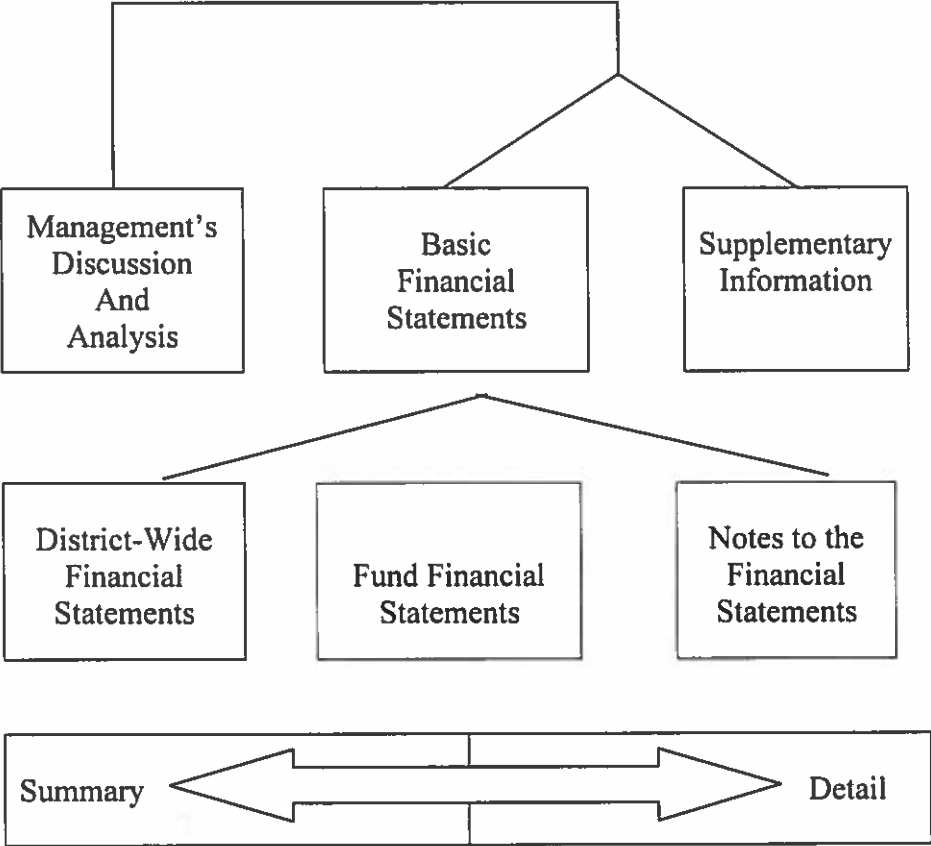 Management's
Discussion
And
Analysis
Basic
Financial
Statements
Supplementary
Information
District-Wide
Financial
Statements
Fund Financial
Statements
Notes to the
Financial
Statements
Summary
Detail